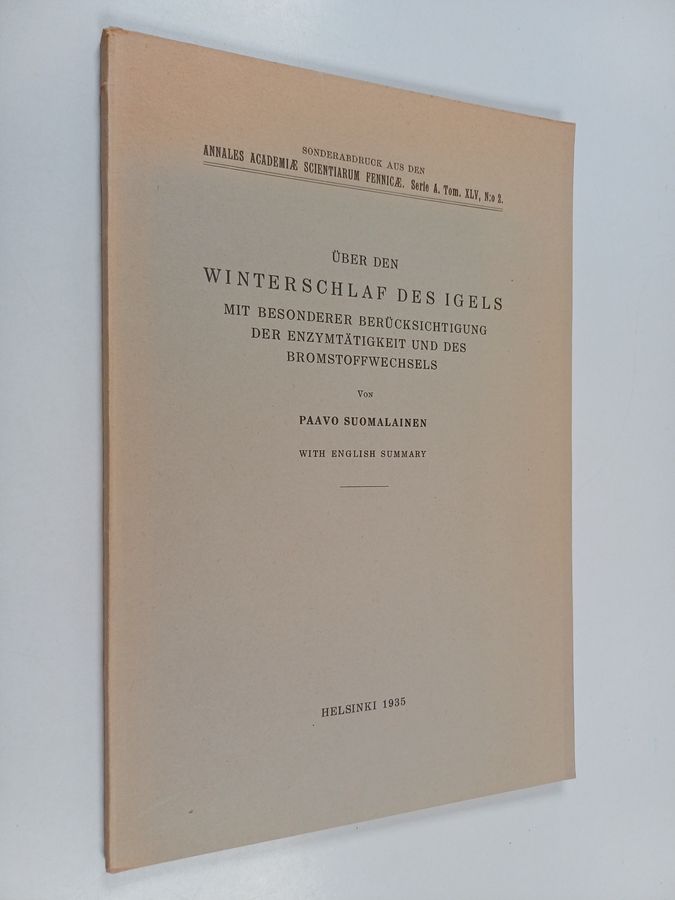 SONDERABDRUCK AUS DEN
ANNALES ACADEMIÆ SCIENTIARUM FENNICÆ. Serie A. Tom. XLV, N:o 2.
ÜBER DEN
WINTERSCHLAF DES IGELS
MIT BESONDERER BERÜCKSICHTIGUNG
DER ENZYMTÄTIGKEIT UND DES
BROMSTOFFWECHSELS
VON
PAAVO SUOMALAINEN
WITH ENGLISH SUMMARY
HELSINKI 1935